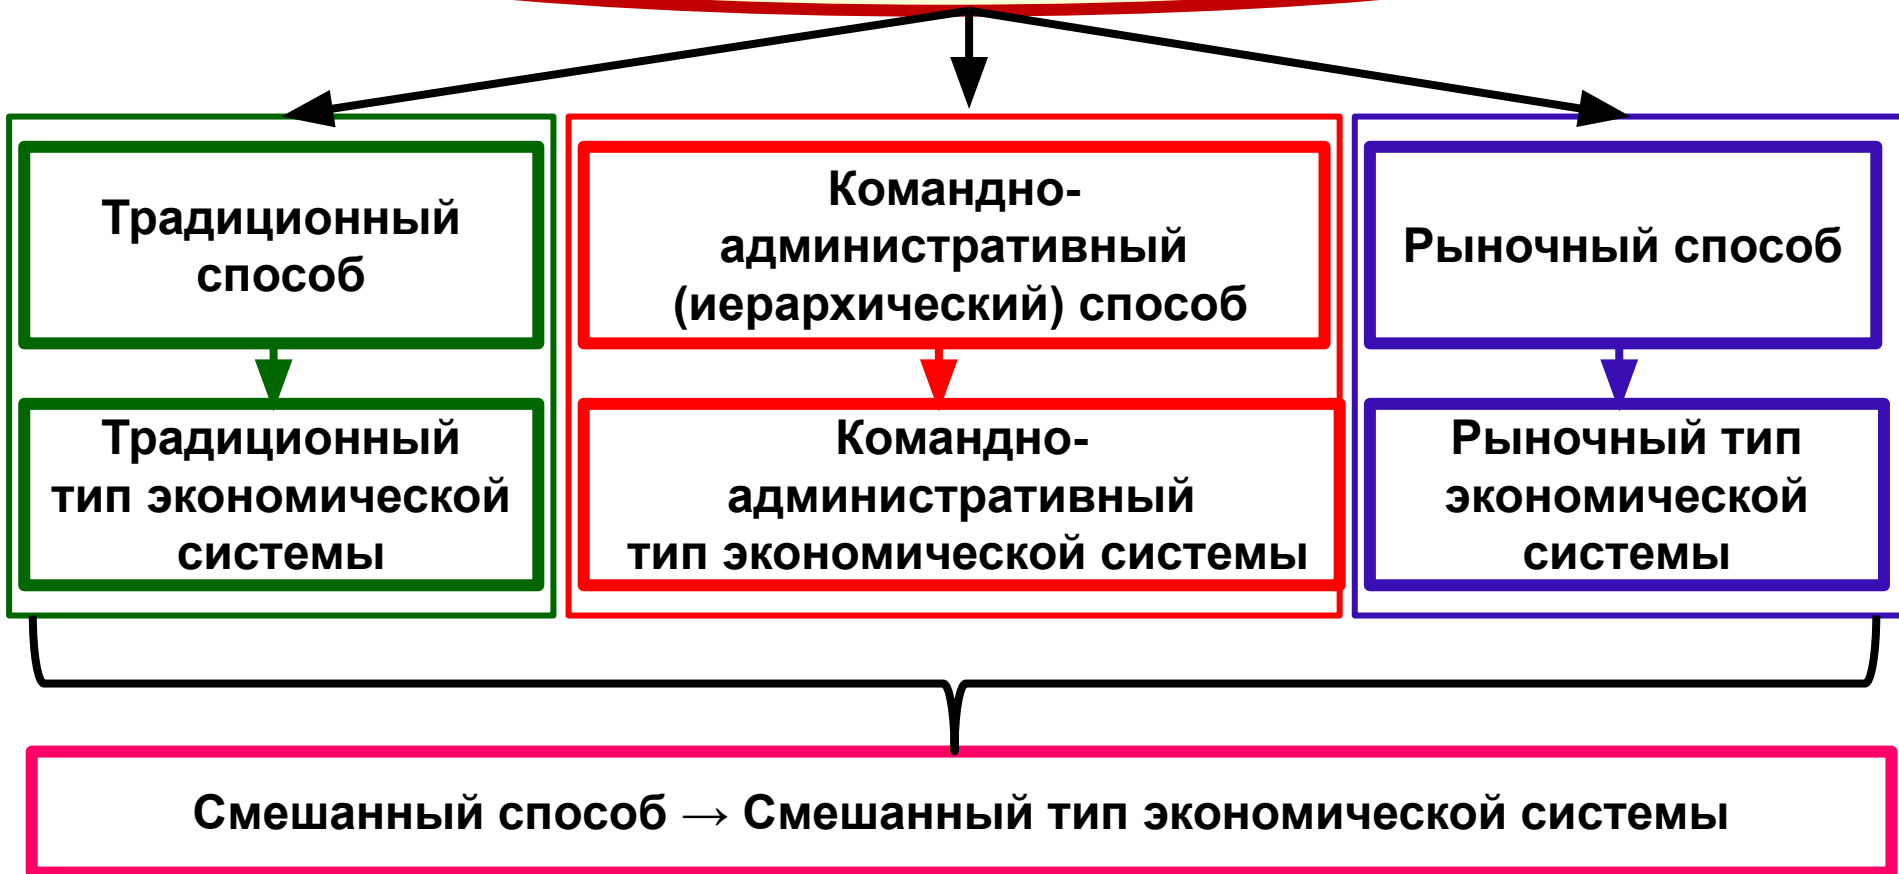 Традиционный
способ
Командно-
административный
(иерархический) способ
Рыночный способ
Традиционный
тип экономической
системы
Командно-
административный
тип экономической системы
Рыночный тип
экономической
системы
Смешанный способ → Смешанный тип экономической системы